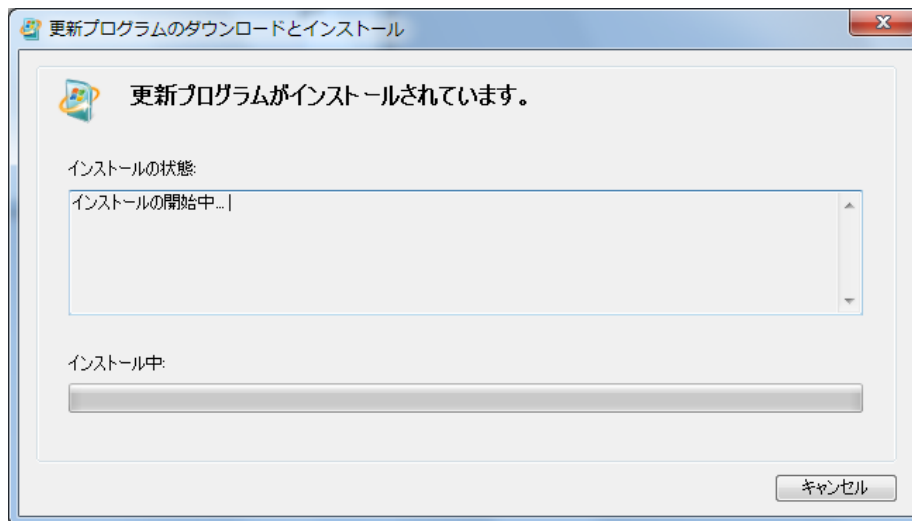 更新プログラムのダウンロードとインストール
更新プログラムがインストールされています。
インストールの状態:
インストールの開始中...
インストール中:
キャンセル